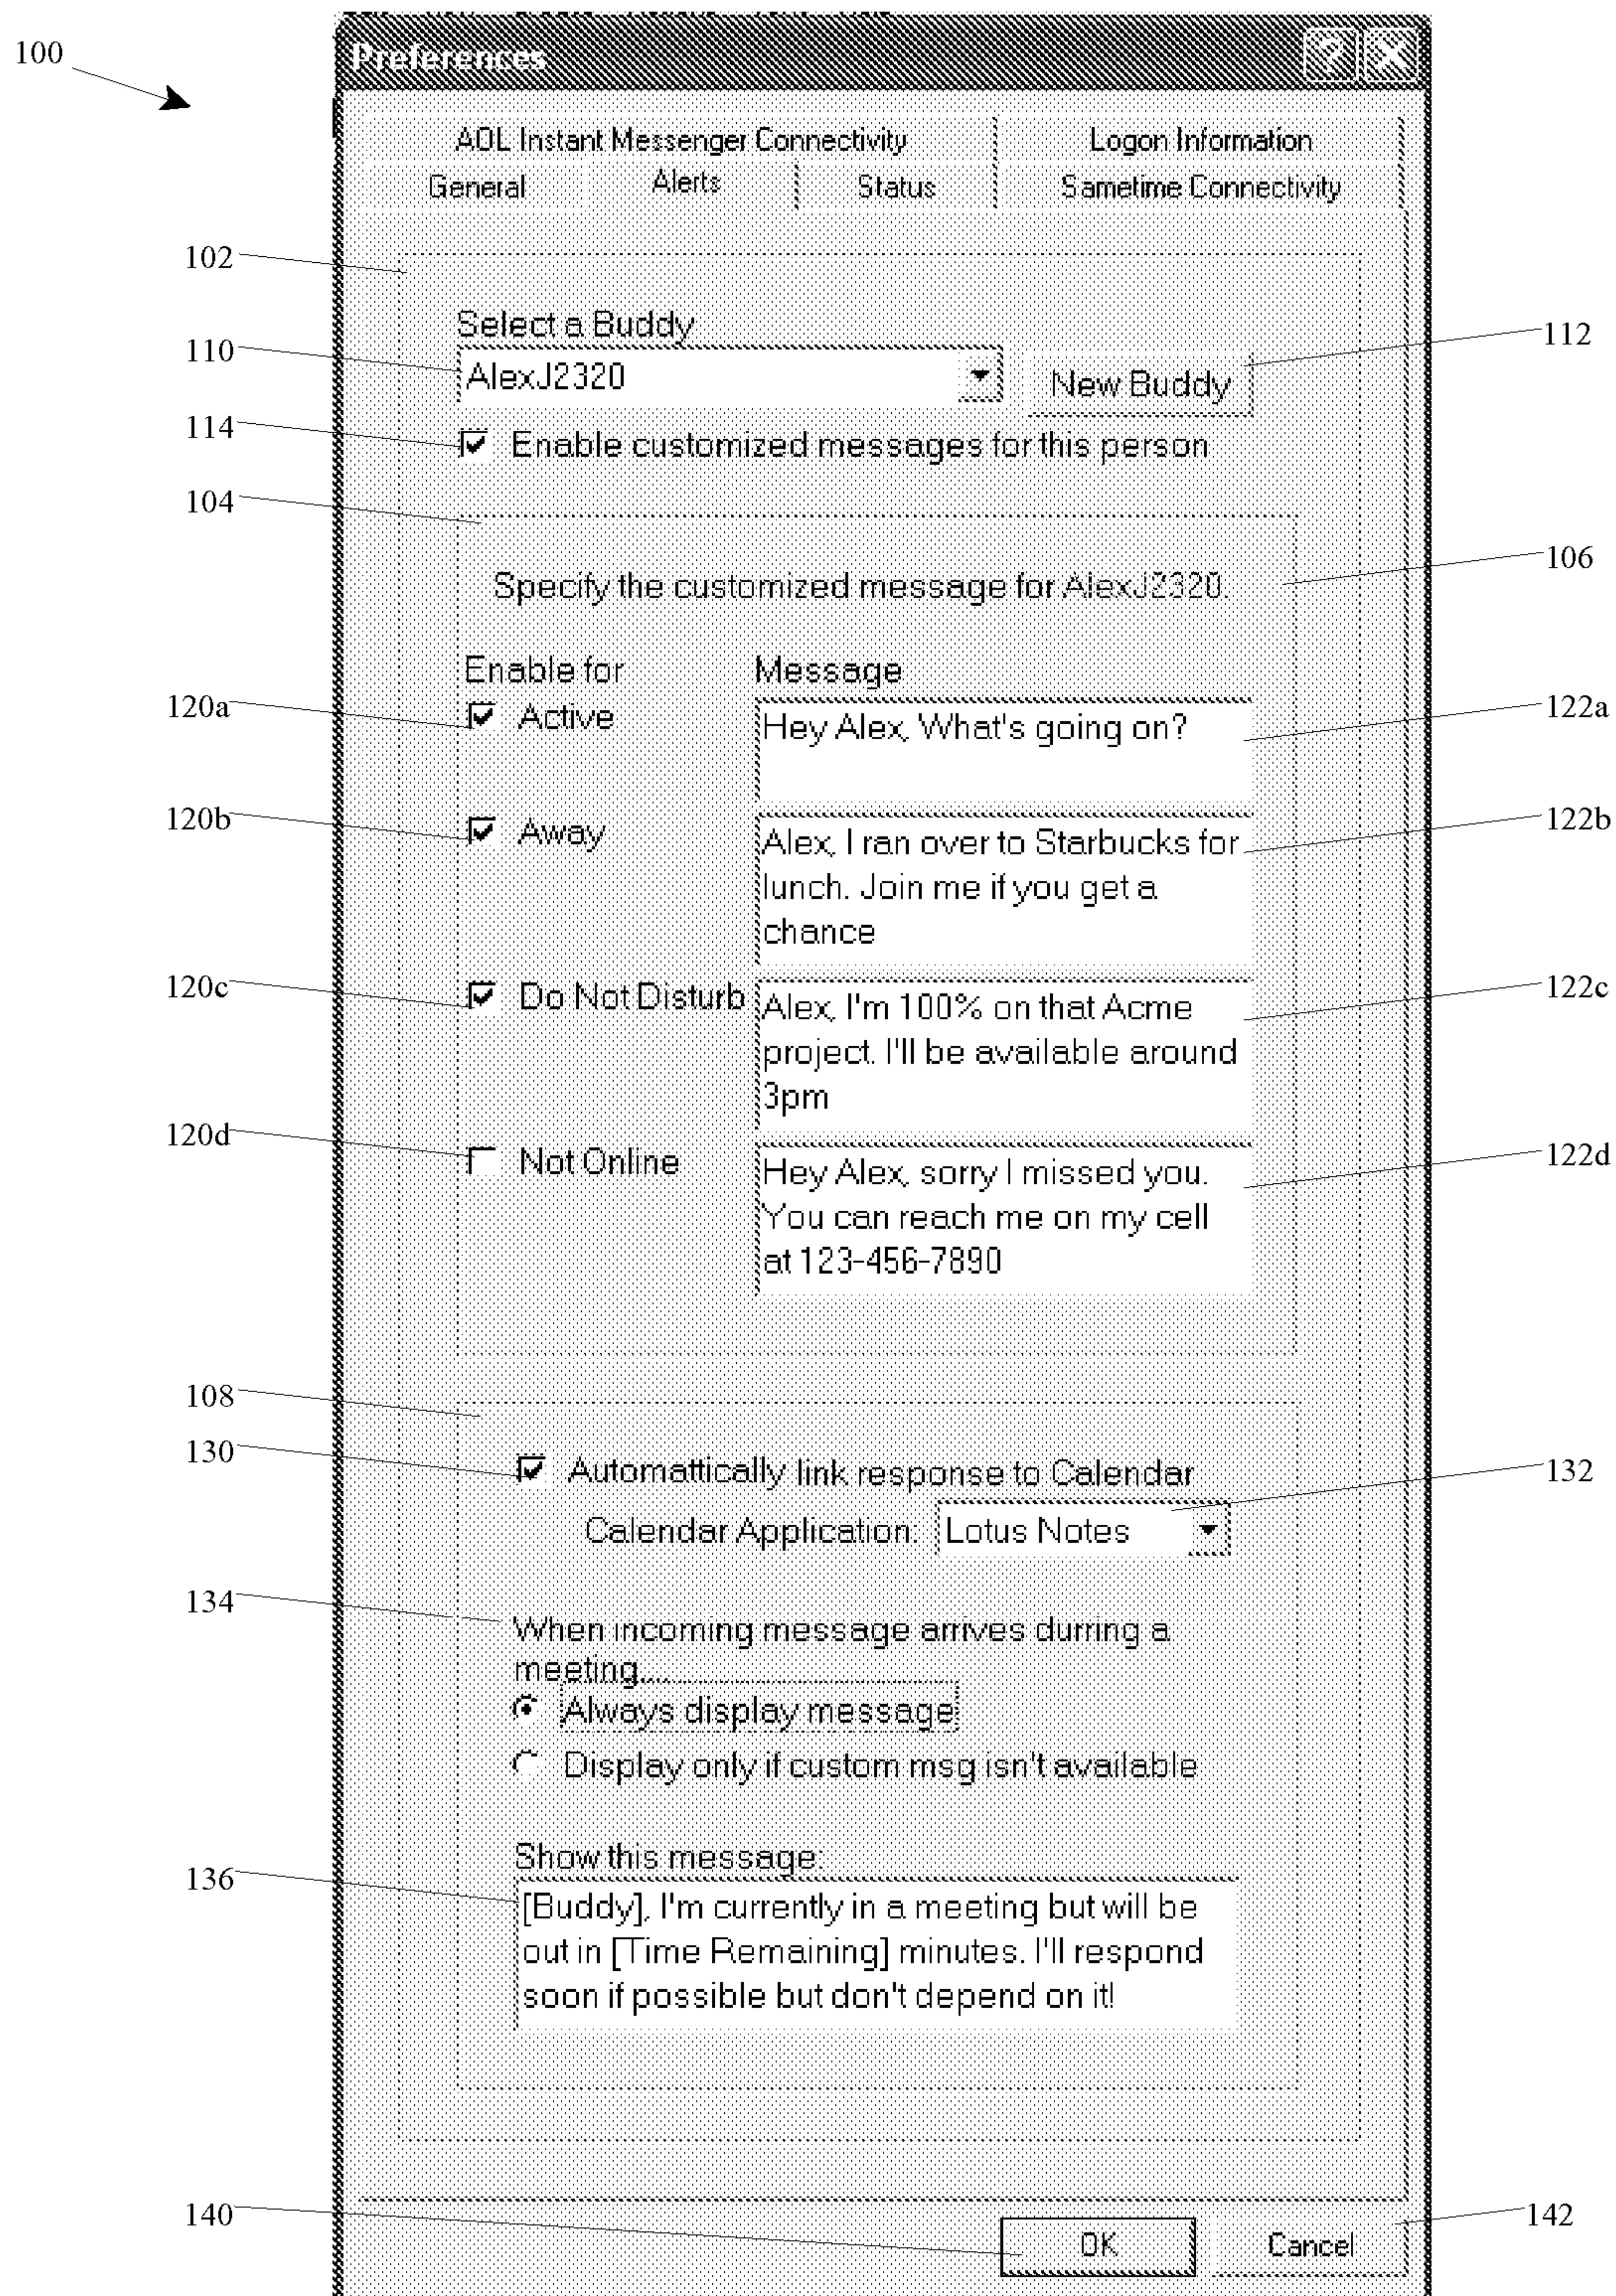 100
Preferences
AOL Instant Messenger Connectivity Logon Information
General Alerts Status Sametime Connectivity
102
Select a Buddy
110 AlexJ2320 New Buddy 112
114 Enable customized messages for this person
104
Specify the customized message for AlexJ2320. 106
Enable for Message
120a Active Hey Alex, What's going on? 122a
120b Away Alex, I ran over to Starbucks for 122b
lunch. Join me if you get a
chance
120c Do Not Disturb Alex, I'm 100% on that Acme 122c
project. I'll be available around
3pm
120d Not Online Hey Alex, sorry I missed you. 122d
You can reach me on my cell
at 123-456-7890
108
130 Automattically link response to Calendar 132
Calendar Application: Lotus Notes
134 When incoming message arrives durring a
meeting....
Always display message
Display only if custom msg isn't available
Show this message:
136 [Buddy], I'm currently in a meeting but will be
out in [Time Remaining] minutes. I'll respond
soon if possible but don't depend on it!
140 OK Cancel 142